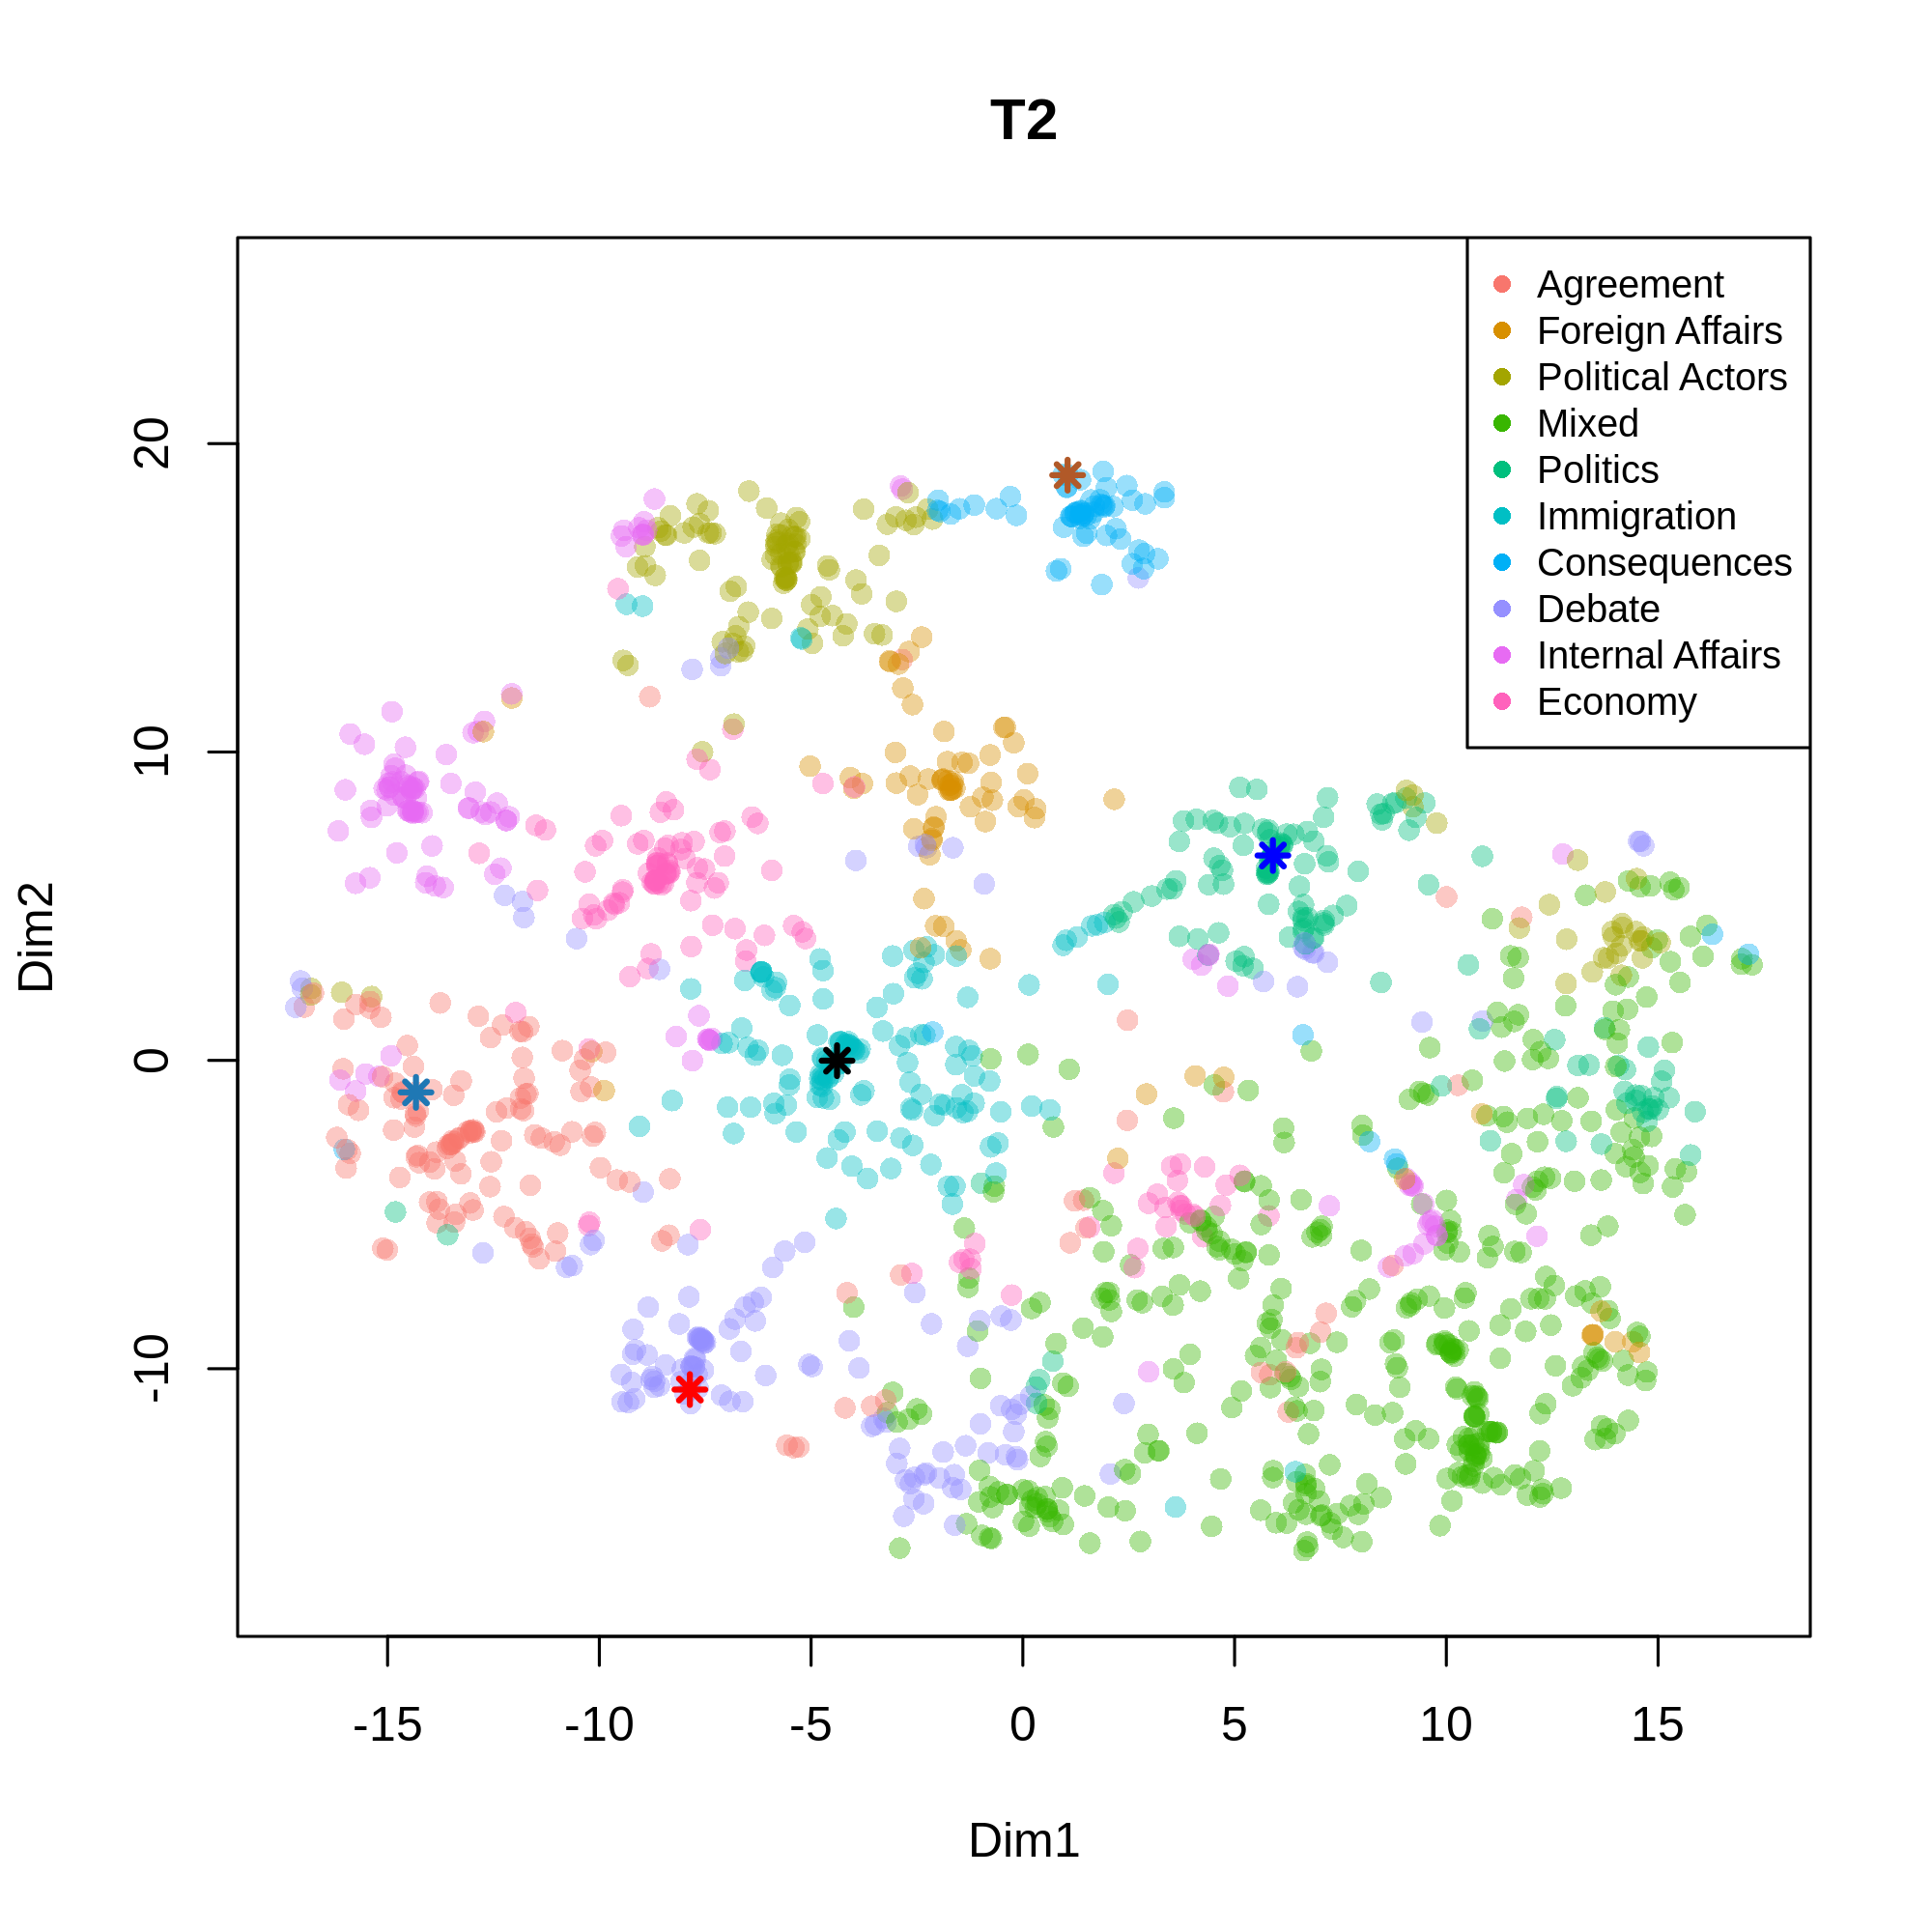 T2
Agreement
Foreign Affairs
Political Actors
Mixed
Politics
Immigration
Consequences
Debate
Internal Affairs
Economy
20
10
0
-10
Dim2
-15 -10 -5 0 5 10 15
Dim1